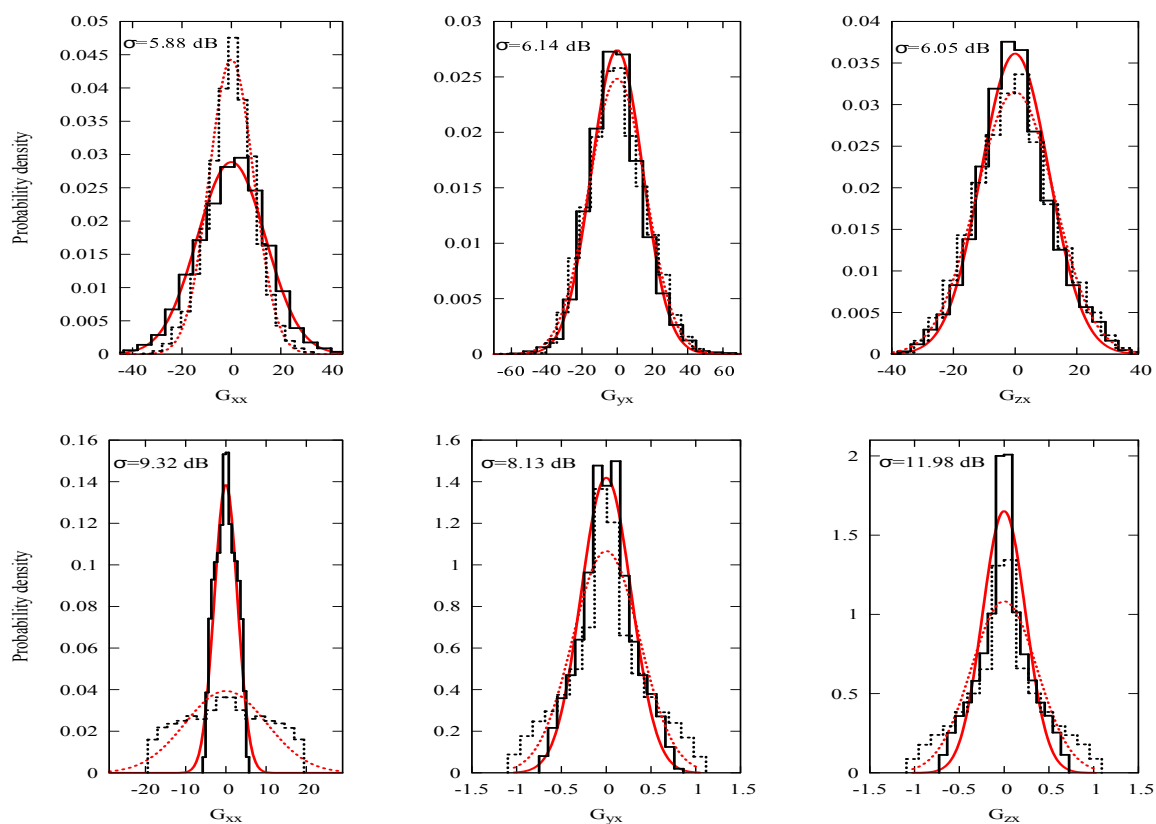 σ=5.88 dB
Probability density
0.05
0.045
0.04
0.035
0.03
0.025
0.02
0.015
0.01
0.005
0
-40 -20 0 20 40
Gxx
σ=6.14 dB
0.03
0.025
0.02
0.015
0.01
0.005
0
-60 -40 -20 0 20 40 60
Gyx
σ=6.05 dB
0.04
0.035
0.03
0.025
0.02
0.015
0.01
0.005
0
-40 -20 0 20 40
Gzx
σ=9.32 dB
Probability density
0.16
0.14
0.12
0.1
0.08
0.06
0.04
0.02
0
-20 -10 0 10 20
Gxx
σ=8.13 dB
1.6
1.4
1.2
1
0.8
0.6
0.4
0.2
0
-1.5 -1 -0.5 0 0.5 1 1.5
Gyx
σ=11.98 dB
2
1.5
1
0.5
0
-1.5 -1 -0.5 0 0.5 1 1.5
Gzx